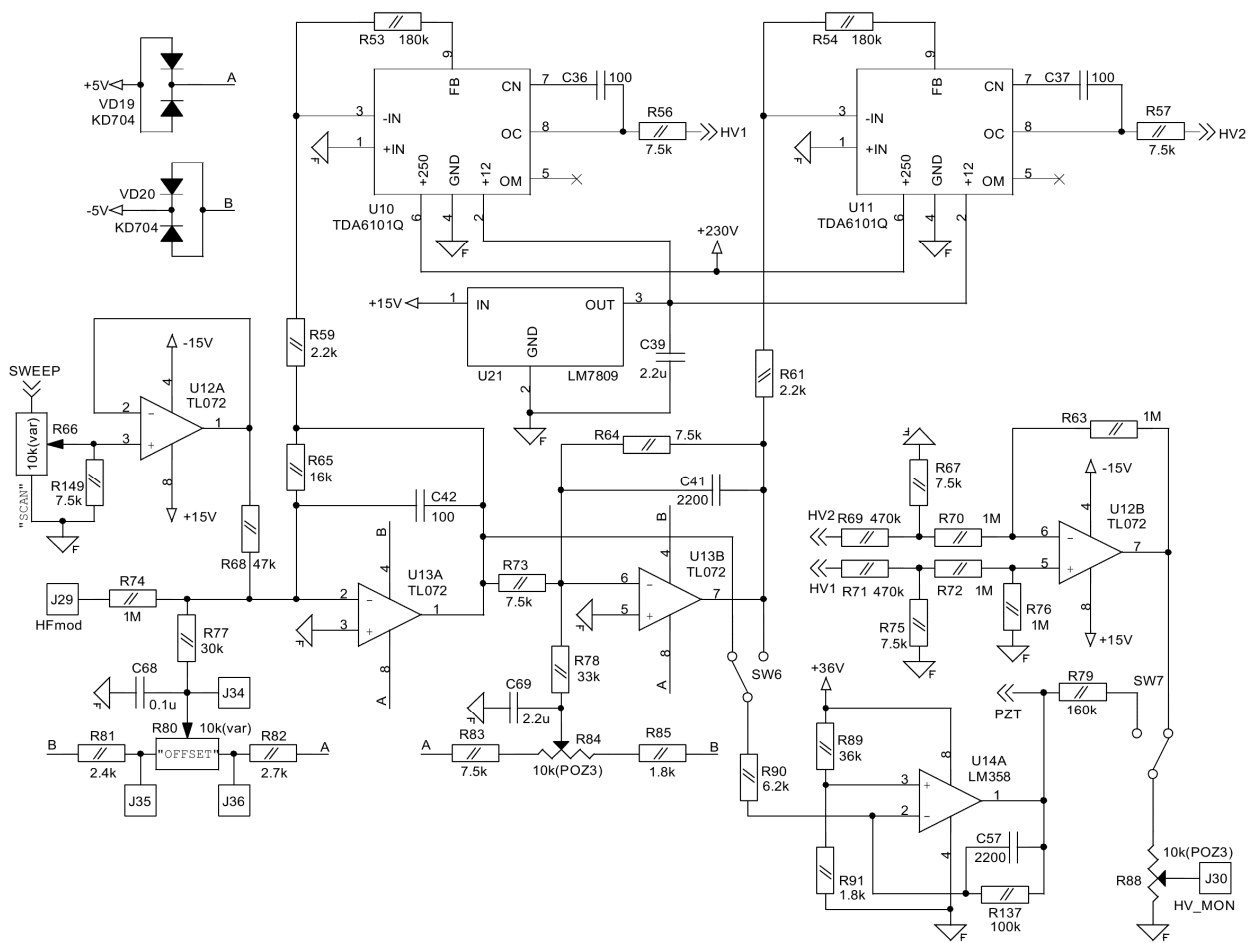 R53 180k
9
FB
CN
7
C36
100
3
-IN
OC
8
R56
7.5k
HV1
1
+IN
F
+250
GND
+12
OM
5
U10
TDA6101Q
6
4
2
F
R54 180k
9
FB
CN
7
C37
100
3
-IN
OC
8
R57
7.5k
HV2
1
+IN
F
+250
GND
+12
OM
5
U11
TDA6101Q
6
4
2
F
+230V
+5V
A
VD19
KD704
VD20
-5V
B
KD704
+15V
1
IN
OUT
3
GND
U21
LM7809
2
F
C39
2.2u
R59
2.2k
R61
2.2k
SWEEP
-15V
4
U12A
TL072
2
1
3
8
+15V
R66
10k(var)
R149
7.5k
"SCAN"
F
R65
16k
C42
100
R68 47k
R64
7.5k
C41
2200
J29
HFmod
R74
1M
R77
30k
B
4
U13A
TL072
2
1
3
F
8
A
R73
7.5k
B
4
U13B
TL072
6
7
5
F
8
A
C68
0.1u
F
J34
R80
10k(var)
B
R81
2.4k
"OFFSET"
R82
2.7k
A
J35
J36
R78
33k
C69
2.2u
F
A
R83
7.5k
R84
10k(POZ3)
R85
1.8k
B
SW6
R90
6.2k
R63
1M
F
R67
7.5k
-15V
4
U12B
TL072
HV2
R69 470k
R70
1M
6
7
5
HV1
R71 470k
R72
1M
R75
7.5k
F
R76
1M
F
8
+15V
+36V
R89
36k
8
U14A
LM358
3
1
2
4
PZT
R79
160k
SW7
R91
1.8k
C57
2200
R137
100k
F
10k(POZ3)
R88
J30
HV_MON
F